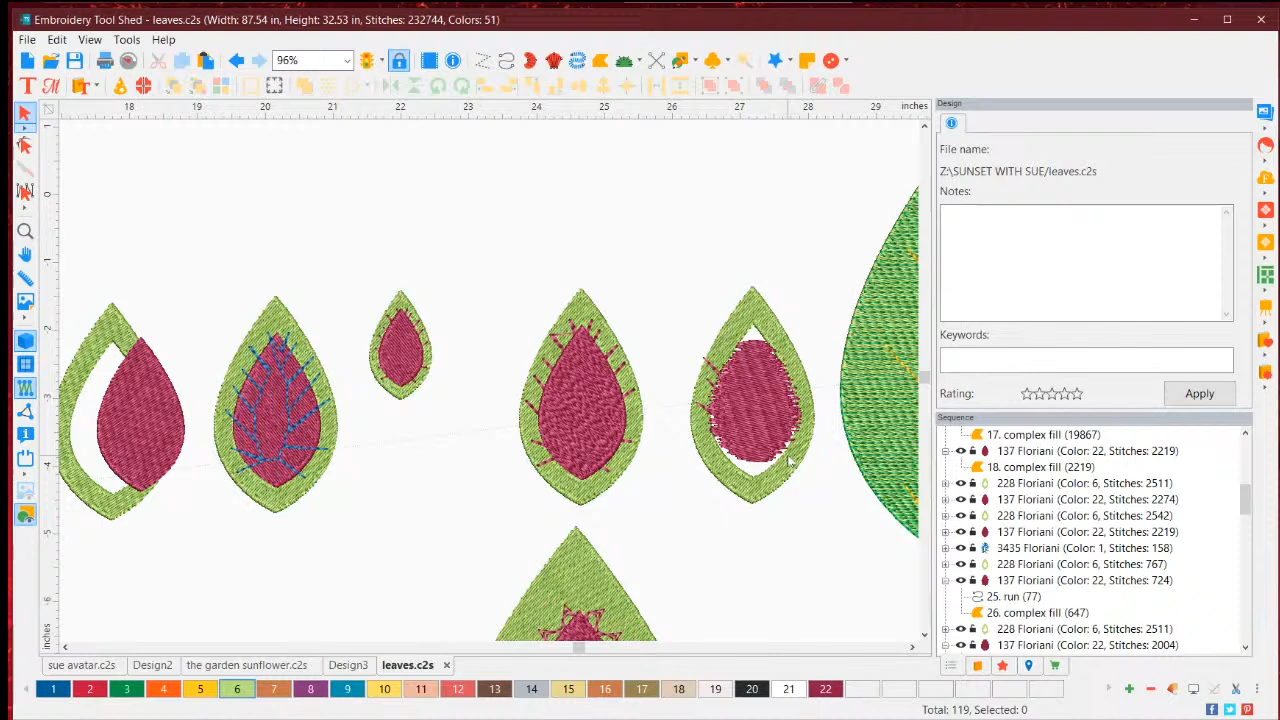 Embroidery Tool Shed - leaves.c2s (Width: 87.54 in, Height: 32.53 in, Stitches: 232744, Colors: 51)
File Edit View Tools Help
96%
18 19 20 21 22 23 24 25 26 27 28 29 inches
1
0
-1
-2
-3
-4
-5
-6
inches
Design
File name:
Z:\SUNSET WITH SUE/leaves.c2s
Notes:
Keywords:
Rating:
Apply
Sequence
17. complex fill (19867)
137 Floriani (Color: 22, Stitches: 2219)
18. complex fill (2219)
228 Floriani (Color: 6, Stitches: 2511)
137 Floriani (Color: 22, Stitches: 2274)
228 Floriani (Color: 6, Stitches: 2542)
137 Floriani (Color: 22, Stitches: 2219)
3435 Floriani (Color: 1, Stitches: 158)
228 Floriani (Color: 6, Stitches: 767)
137 Floriani (Color: 22, Stitches: 724)
25. run (77)
26. complex fill (647)
228 Floriani (Color: 6, Stitches: 2511)
137 Floriani (Color: 22, Stitches: 2004)
sue avatar.c2s Design2 the garden sunflower.c2s Design3 leaves.c2s
1 2 3 4 5 6 7 8 9 10 11 12 13 14 15 16 17 18 19 20 21 22
Total: 119, Selected: 0